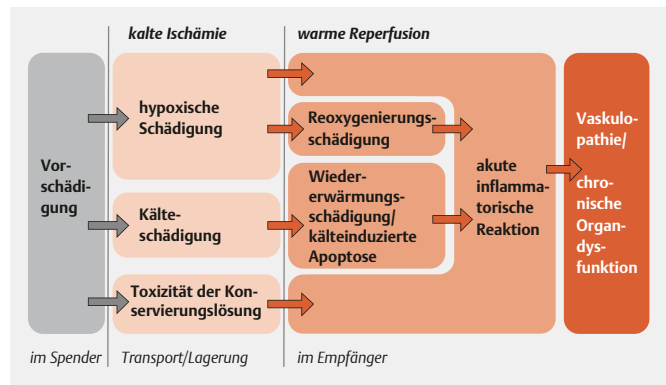 kalte Ischämie
warme Reperfusion
Vor-
schädi-
gung
hypoxische
Schädigung
Kälte-
schädigung
Toxizität der Kon-
servierungslösung
Reoxygenierungs-
schädigung
Wieder-
erwärmungs-
schädigung/
kälteinduzierte
Apoptose
akute
inflamma-
torische
Reaktion
Vaskulo-
pathie/
chro-
nische
Organ-
dys-
funktion
im Spender
Transport/Lagerung
im Empfänger